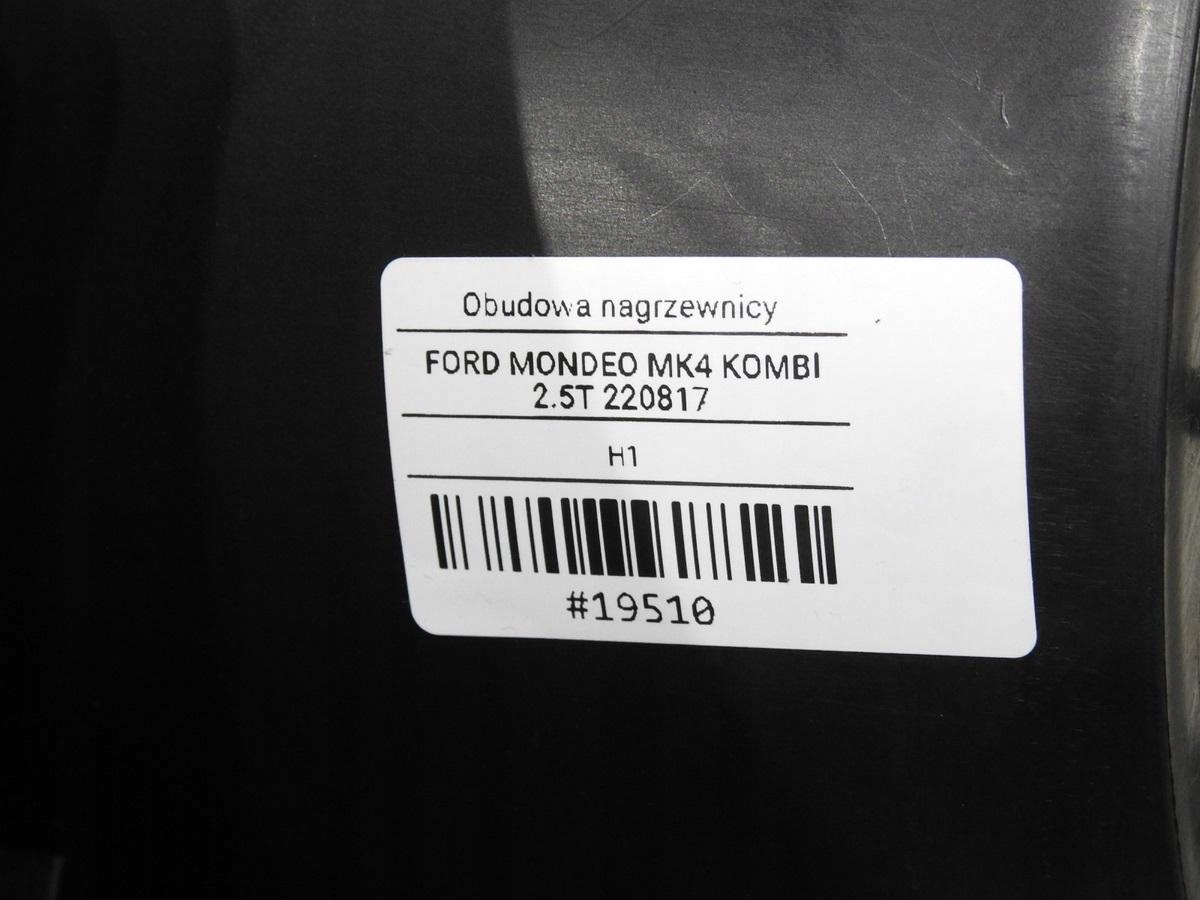 Obudowa nagrzewnicy
FORD MONDEO MK4 KOMBI
2.5T 220817
H1
#19510